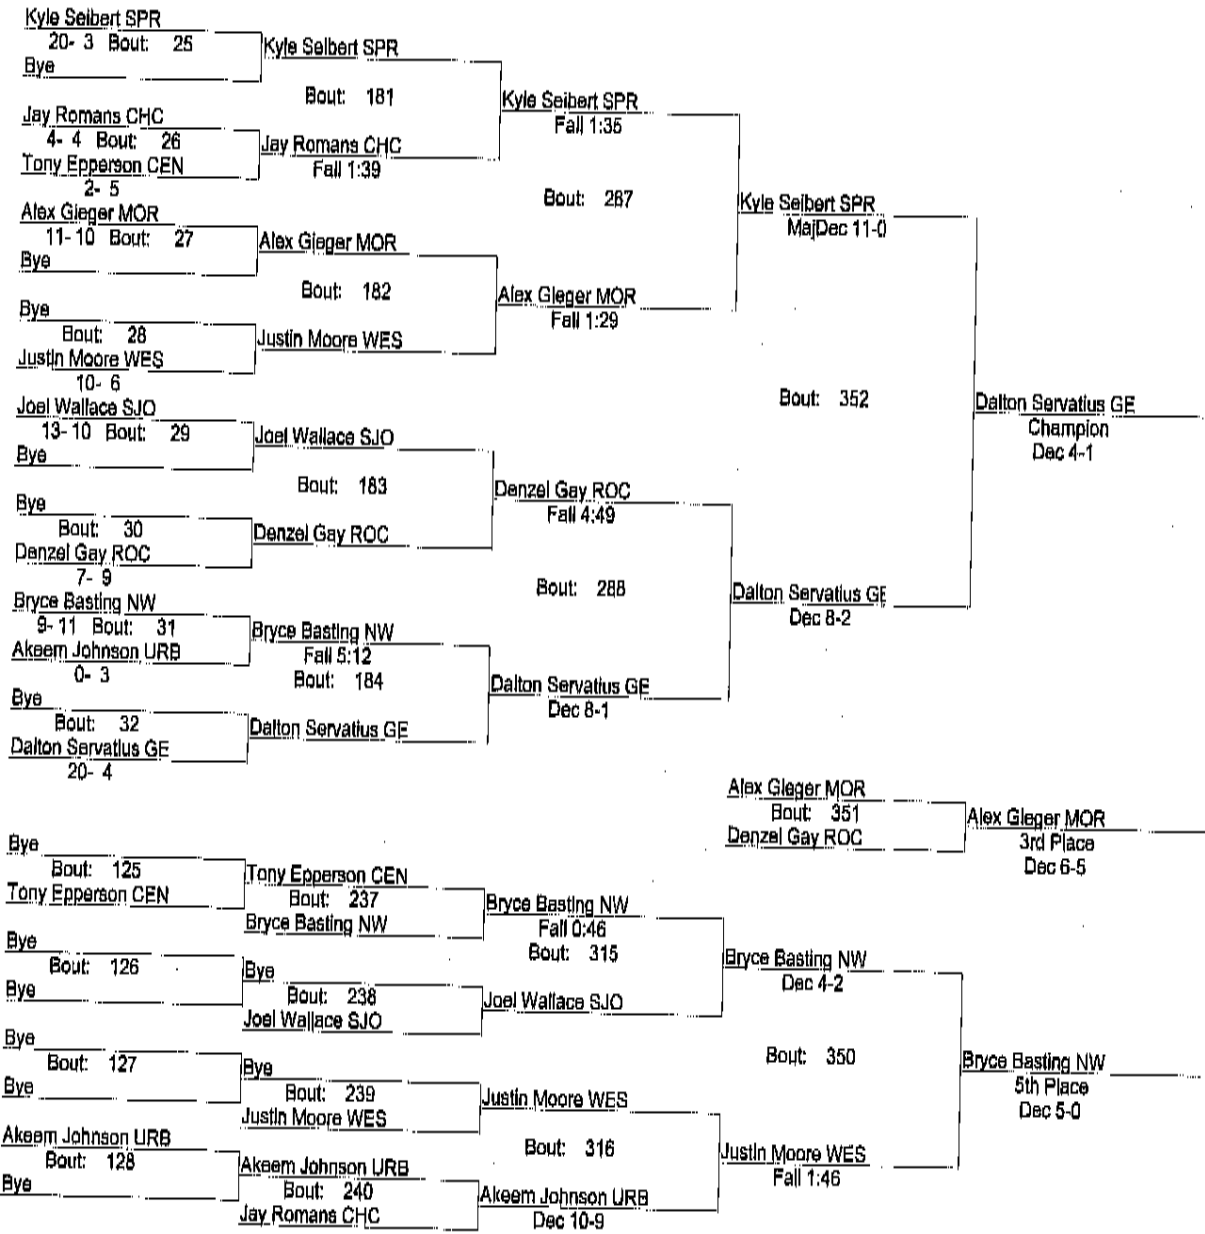 Kyle Seibert SPR
20- 3 Bout: 25
Bye
Kyle Seibert SPR
Bout: 181
Jay Romans CHC
4- 4 Bout: 26
Tony Epperson CEN
2- 5
Jay Romans CHC
Fall 1:39
Kyle Seibert SPR
Fall 1:35
Bout: 287
Alex Gieger MOR
11- 10 Bout: 27
Bye
Alex Gieger MOR
Bout: 182
Bye
Bout: 28
Justin Moore WES
10- 6
Justin Moore WES
Alex Gieger MOR
Fall 1:29
Kyle Seibert SPR
MajDec 11-0
Bout: 352
Joel Wallace SJO
13- 10 Bout: 29
Bye
Joel Wallace SJO
Bout: 183
Bye
Bout: 30
Denzel Gay ROC
7- 9
Denzel Gay ROC
Denzel Gay ROC
Fall 4:49
Bout: 288
Bryce Basting NW
9- 11 Bout: 31
Akeem Johnson URB
0- 3
Bryce Basting NW
Fall 5:12
Bout: 184
Bye
Bout: 32
Dalton Servatius GE
20- 4
Dalton Servatius GE
Dalton Servatius GE
Dec 8-1
Dalton Servatius GE
Dec 8-2
Dalton Servatius GE
Champion
Dec 4-1
Alex Gieger MOR
Bout: 351
Denzel Gay ROC
Alex Gieger MOR
3rd Place
Dec 6-5
Bye
Bout: 125
Tony Epperson CEN
Tony Epperson CEN
Bout: 237
Bryce Basting NW
Bryce Basting NW
Fall 0:46
Bout: 315
Bye
Bout: 126
Bye
Bye
Bout: 238
Joel Wallace SJO
Joel Wallace SJO
Bryce Basting NW
Dec 4-2
Bout: 350
Bye
Bout: 127
Bye
Bye
Bout: 239
Justin Moore WES
Justin Moore WES
Bout: 316
Akeem Johnson URB
Bout: 128
Bye
Akeem Johnson URB
Bout: 240
Jay Romans CHC
Akeem Johnson URB
Dec 10-9
Justin Moore WES
Fall 1:46
Bryce Basting NW
5th Place
Dec 5-0